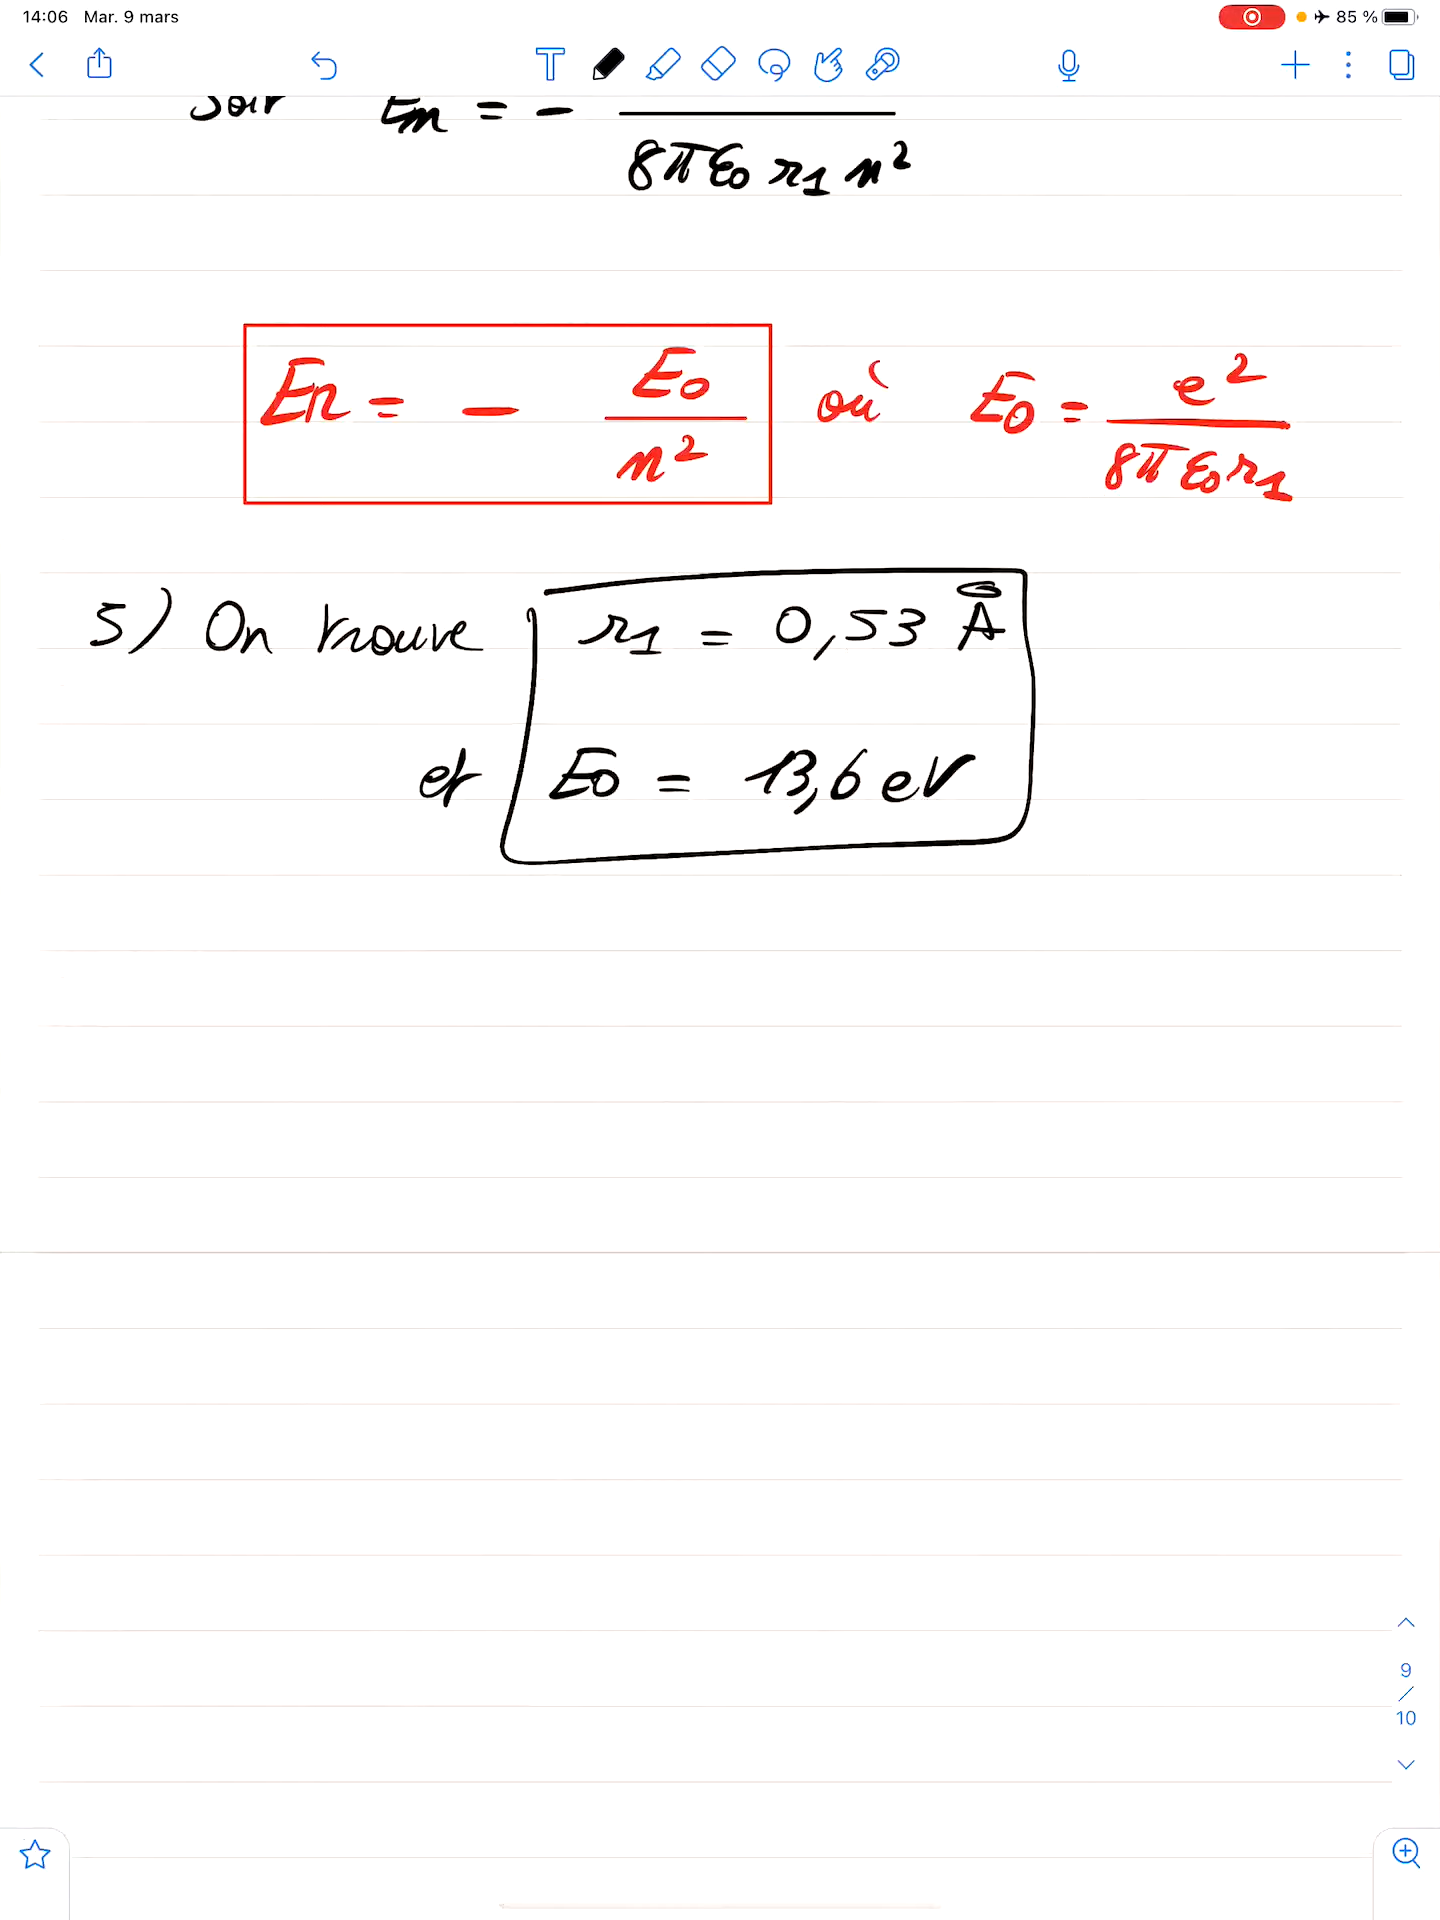 14:06 Mar. 9 mars 85 %
Soit En = -
8πε0 r1 n²
En = - E0 / n² où E0 = e² / 8πε0r1
5) On trouve r1 = 0,53 Å
et E0 = 13,6 eV
9
/
10